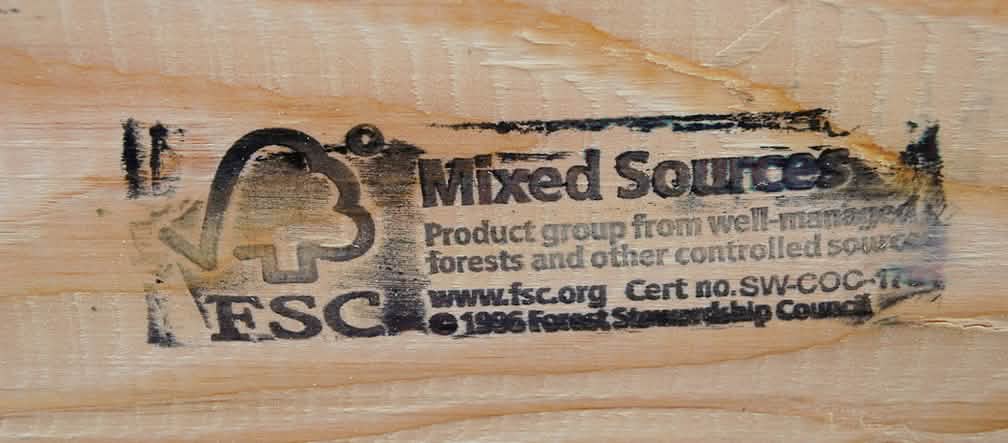 Mixed Sources
Product group from well-managed
forests and other controlled sources
www.fsc.org Cert no. SW-COC-
© 1996 Forest Stewardship Council
FSC